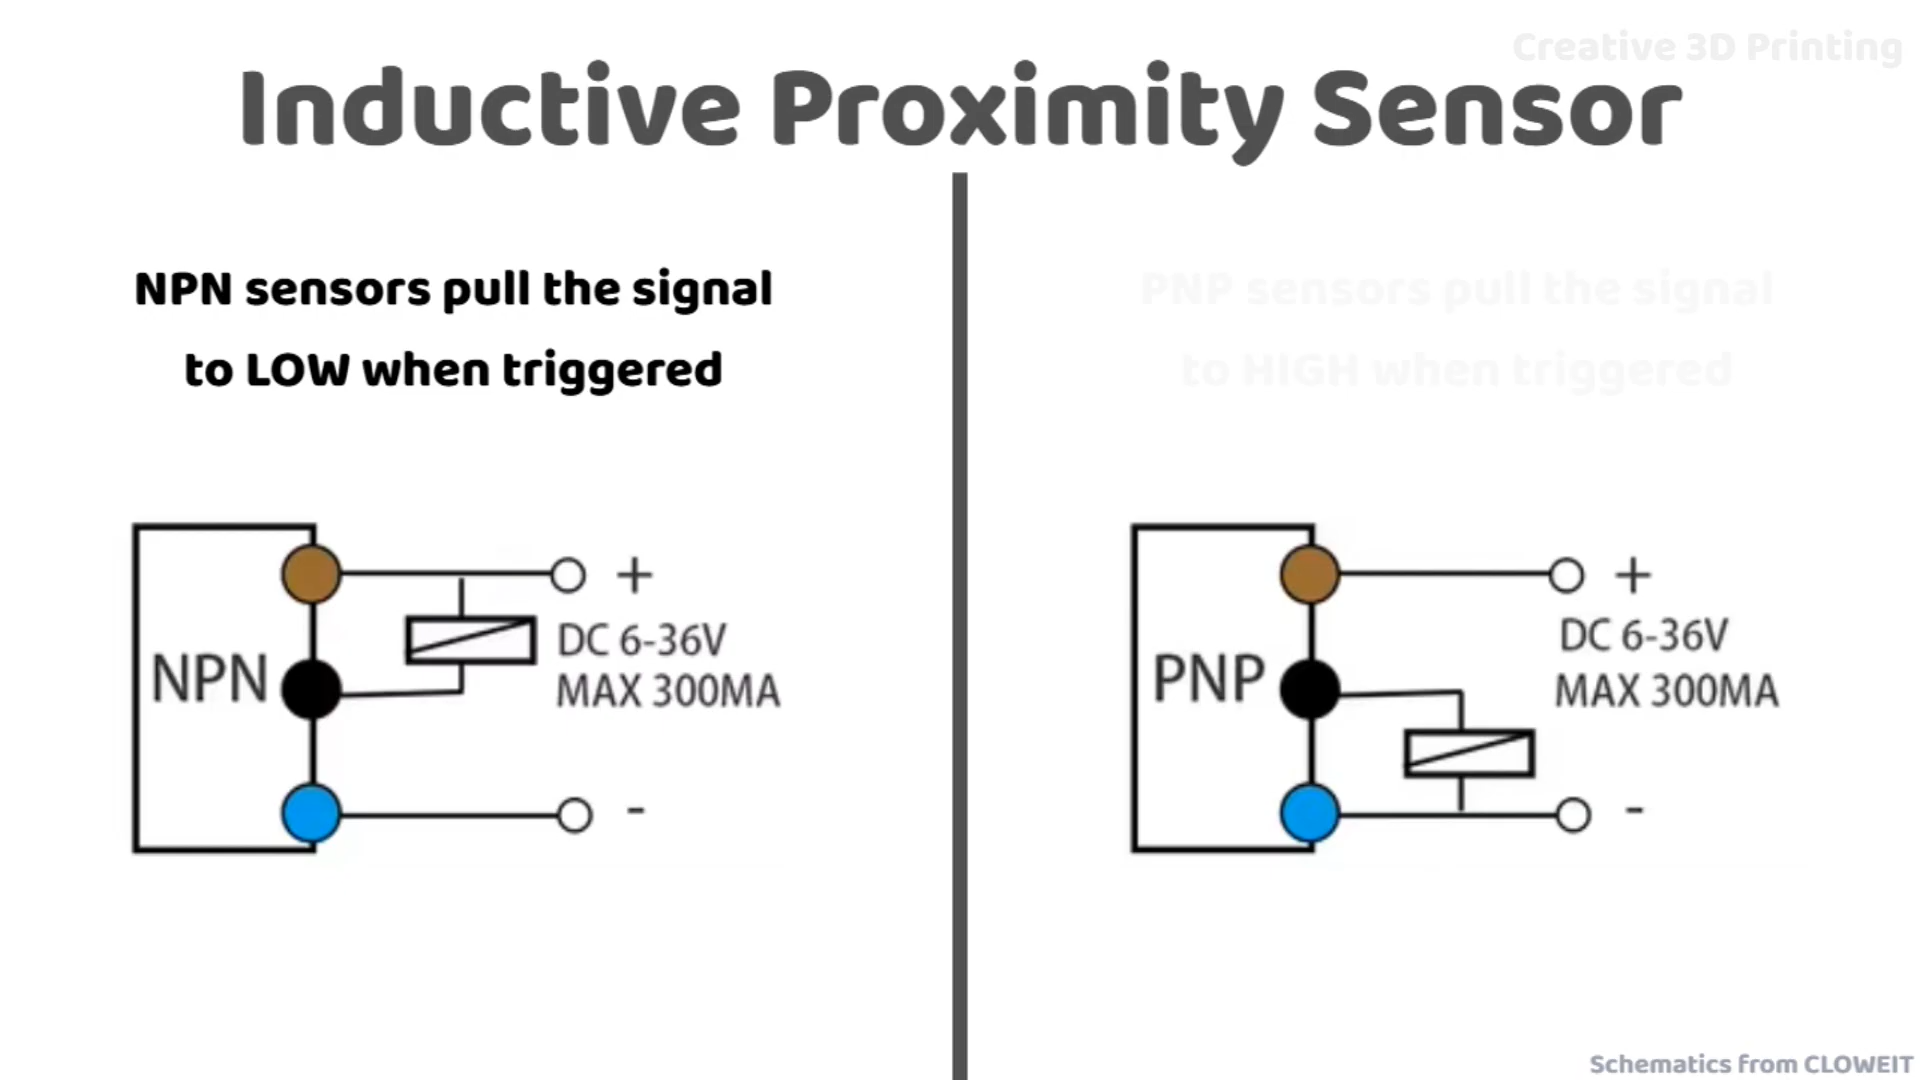 Creative 3D Printing
Inductive Proximity Sensor
NPN sensors pull the signal
to LOW when triggered
PNP sensors pull the signal
to HIGH when triggered
NPN
+
DC 6-36V
MAX 300MA
-
PNP
+
DC 6-36V
MAX 300MA
-
Schematics from CLOWEIT